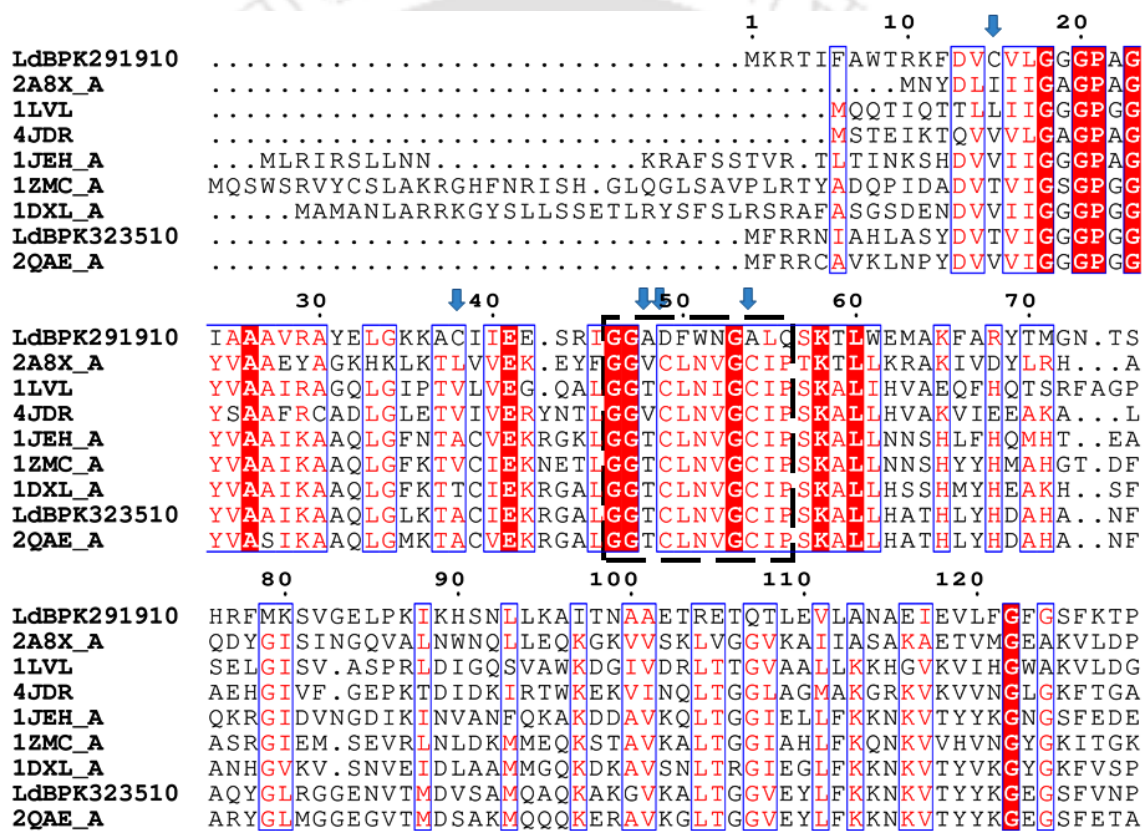 1 10 20
LdBPK291910 ...............................MKRTIFAWTRKFDVCVLGGGPAG
2A8X_A ........................................MNYDLIIIGAGPAG
1LVL ....................................MQQTIQTTLLIIGGGPGG
4JDR ....................................MSTEIKTQVVVLGAGPAG
1JEH_A ...MLRIRSLLNN............KRAFSSTVR.TLTINKSHDVVIIGGGPAG
1ZMC_A MQSWSRVYCSLAKRGHFNRISH.GLQGLSAVPLRTYADQPIDADVTVIGSGPGG
1DXL_A .....MAMANLARRKGYSLLSSETLRYSFSLRSRAFASGSDENDVVIIGGGPGG
LdBPK323510 ...............................MFRRNIAHLASYDVTVIGGGPGG
2QAE_A ...............................MFRRCAVKLNPYDVVVIGGGPGG
30 40 50 60 70
LdBPK291910 IAAAVRAYELGKKACIIEE.SRIGGADFWNGALQSKTLWEMAKFARYTMGN.TS
2A8X_A YVAAEYAGKHKLKTLVVEK.EYFGGVCLNVGCIPTKTLLKRAKIVDYLRH...A
1LVL YVAAIRAGQLGIPTVLVEG.QALGGTCLNIGCIPSKALIHVAEQFHQTSRFAGP
4JDR YSAAFRCADLGLETVIVERYNTLGGVCLNVGCIPSKALLHVAKVIEEAKA...L
1JEH_A YVAAIKAAQLGFNTACVEKRGKLGGTCLNVGCIPSKALLNNSHLFHQMHT..EA
1ZMC_A YVAAIKAAQLGFKTVCIEKNETLGGTCLNVGCIPSKALLNNSHYYHMAHGT.DF
1DXL_A YVAAIKAAQLGFKTTCIEKRGALGGTCLNVGCIPSKALLHSSHMYHEAKH..SF
LdBPK323510 YVAAIKAAQLGLKTACIEKRGALGGTCLNVGCIPSKALLHATHLYHDAHA..NF
2QAE_A YVASIKAAQLGMKTACVEKRGALGGTCLNVGCIPSKALLHATHLYHDAHA..NF
80 90 100 110 120
LdBPK291910 HRFMKSVGELPKIKHSNLLKAITNAAETRETQTLEVLANAEIEVLFGFGSFKTP
2A8X_A QDYGISINGQVALNWNQLLEQKGKVVSKLVGGVKAIIASAKAETVMGEAKVLDP
1LVL SELGISV.ASPRLDIGQSVAWKDGIVDRLTTGVAALLKKHGVKVIHGWAKVLDG
4JDR AEHGIVF.GEPKTDIDKIRTWKEKVINQLTGGLAGMAKGRKVKVVNGLGKFTGA
1JEH_A QKRGIDVNGDIKINVANFQKAKDDAVKQLTGGIELLFKKNKVTYYKGNGSFEDE
1ZMC_A ASRGIEM.SEVRLNLDKMMEQKSTAVKALTGGIAHLFKQNKVVHVNGYGKITGK
1DXL_A ANHGVKV.SNVEIDLAAMMGQKDKAVSNLTRGIEGLFKKNKVTYVKGYGKFVSP
LdBPK323510 AQYGLRGGENVTMDVSAMQAQKAKGVKALTGGVEYLFKKNKVTYYKGEGSFVNP
2QAE_A ARYGLMGGEGVTMDSAKMQQQKERAVKGLTGGVEYLFKKNKVTYYKGEGSFETA